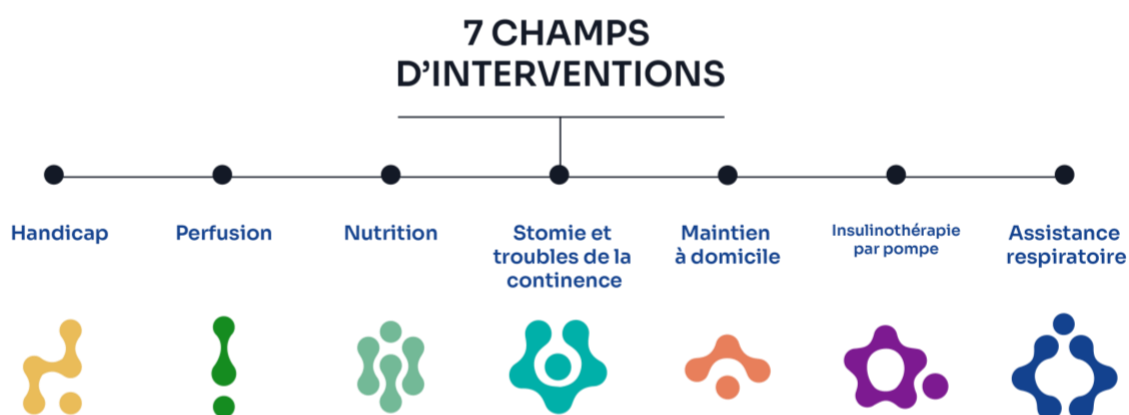 7 CHAMPS
D'INTERVENTIONS
Handicap
Perfusion
Nutrition
Stomie et
troubles de la
continence
Maintien
à domicile
Insulinothérapie
par pompe
Assistance
respiratoire